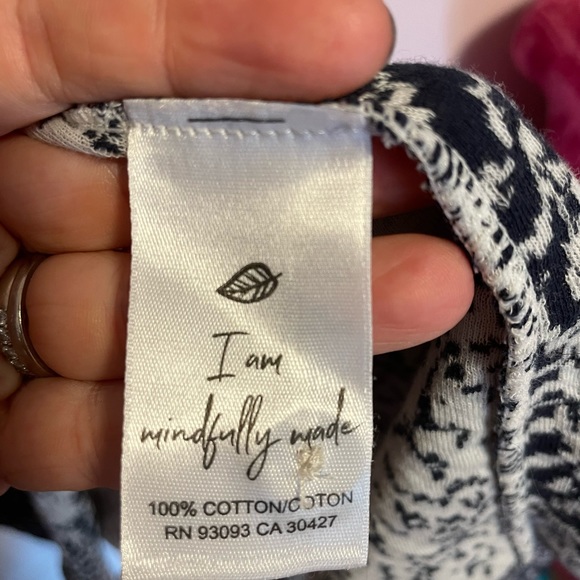 I am
mindfully made
100% COTTON/COTON
RN 93093 CA 30427